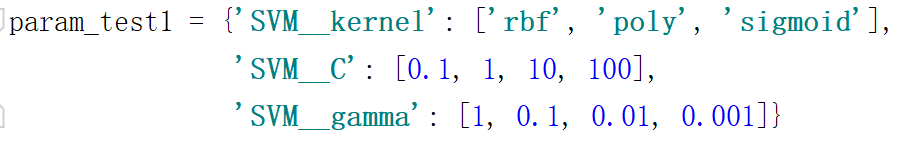 param_test1 = {'SVM__kernel': ['rbf', 'poly', 'sigmoid'],
'SVM__C': [0.1, 1, 10, 100],
'SVM__gamma': [1, 0.1, 0.01, 0.001]}